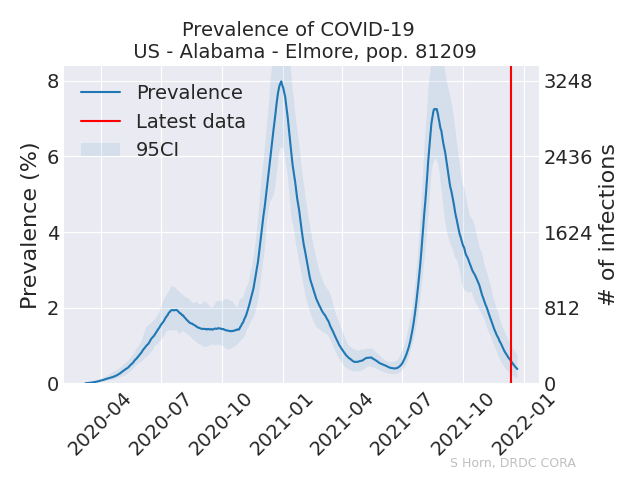 Prevalence of COVID-19
US - Alabama - Elmore, pop. 81209
Prevalence
Latest data
95CI
Prevalence (%)
8
6
4
2
0
3248
2436
1624
812
0
# of infections
2020-04
2020-07
2020-10
2021-01
2021-04
2021-07
2021-10
2022-01
S Horn, DRDC CORA